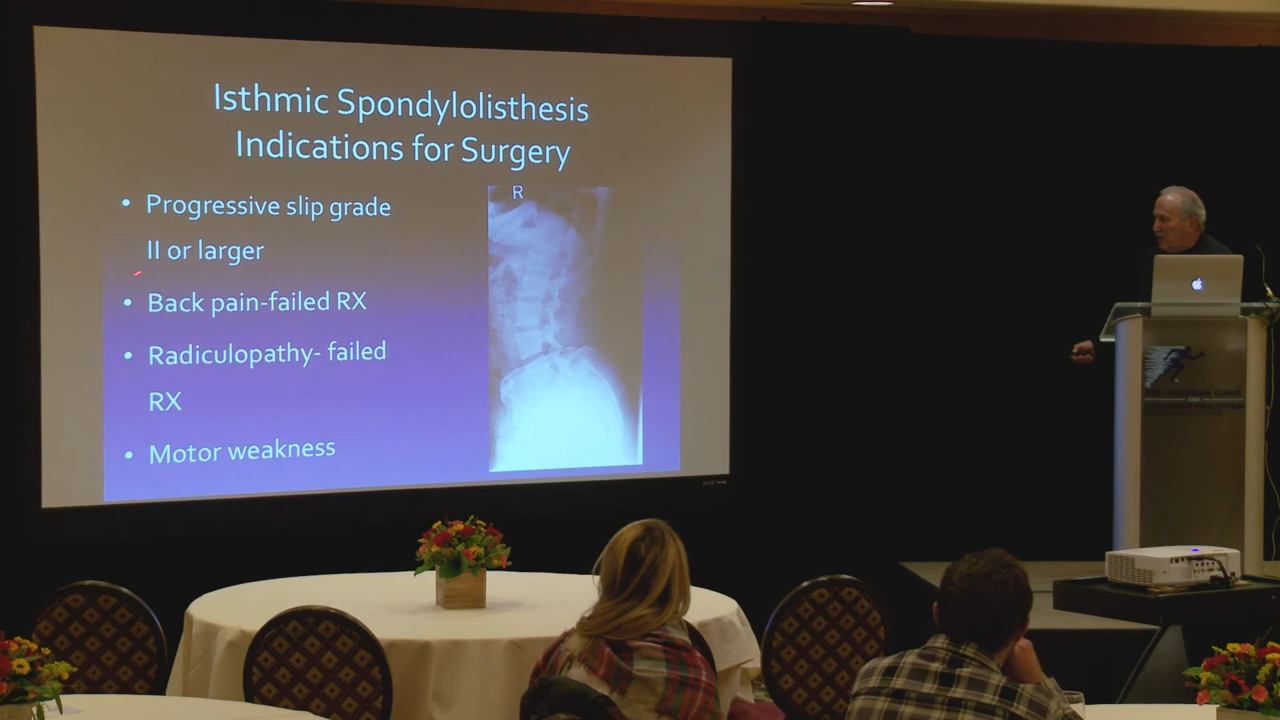 Isthmic Spondylolisthesis
Indications for Surgery
• Progressive slip grade
II or larger
• Back pain-failed RX
• Radiculopathy- failed
RX
• Motor weakness
R